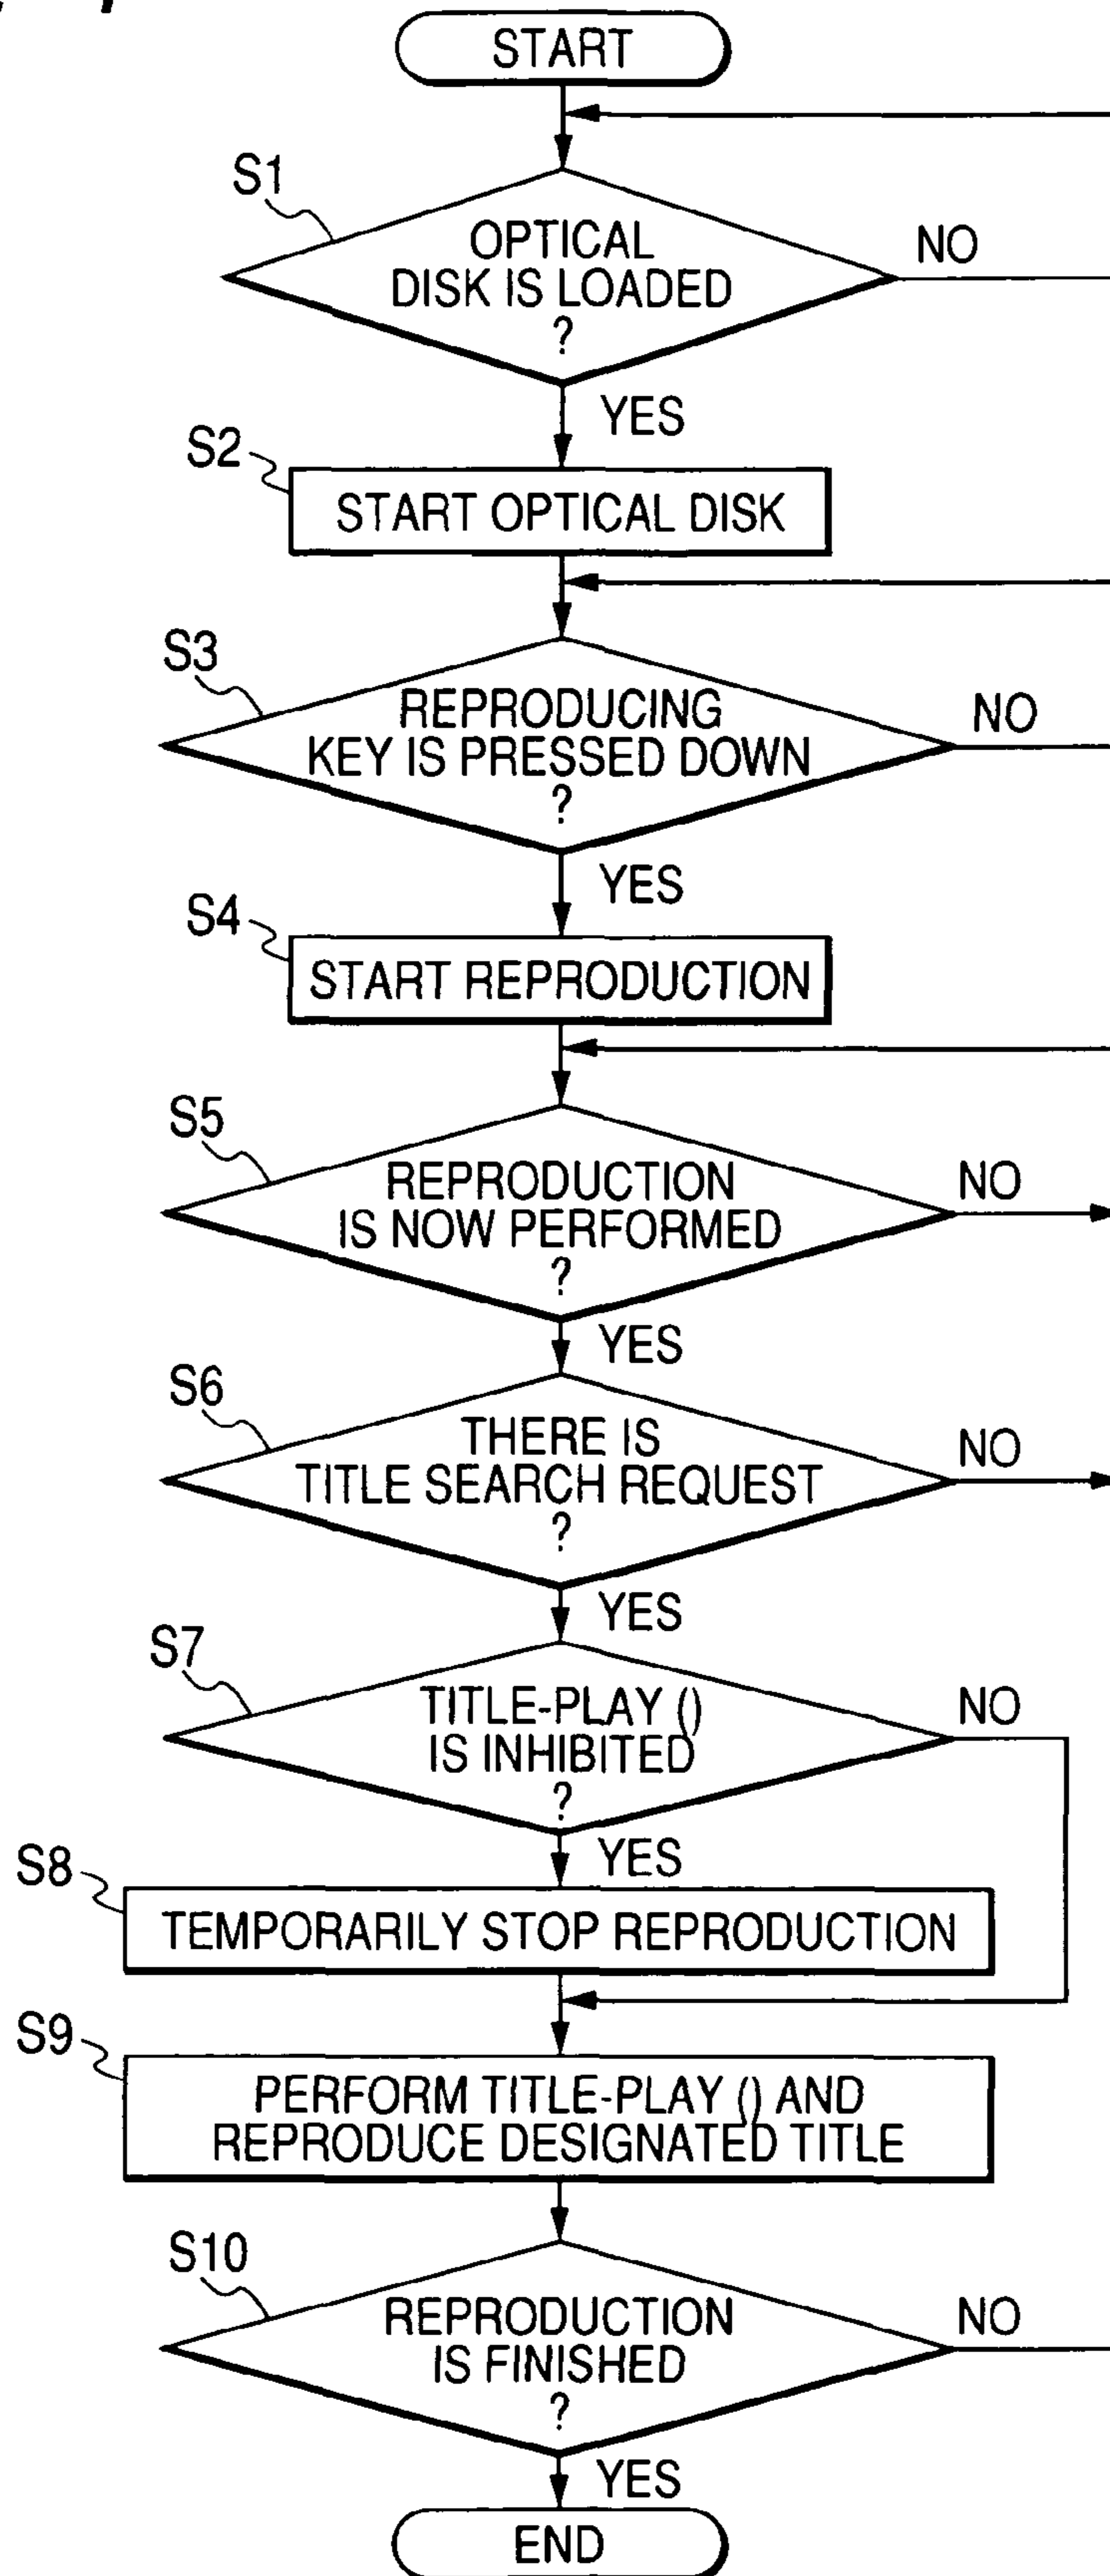 START
S1
OPTICAL
DISK IS LOADED
?
NO
YES
S2
START OPTICAL DISK
S3
REPRODUCING
KEY IS PRESSED DOWN
?
NO
YES
S4
START REPRODUCTION
S5
REPRODUCTION
IS NOW PERFORMED
?
NO
YES
S6
THERE IS
TITLE SEARCH REQUEST
?
NO
YES
S7
TITLE-PLAY ()
IS INHIBITED
?
NO
YES
S8
TEMPORARILY STOP REPRODUCTION
S9
PERFORM TITLE-PLAY () AND
REPRODUCE DESIGNATED TITLE
S10
REPRODUCTION
IS FINISHED
?
NO
YES
END